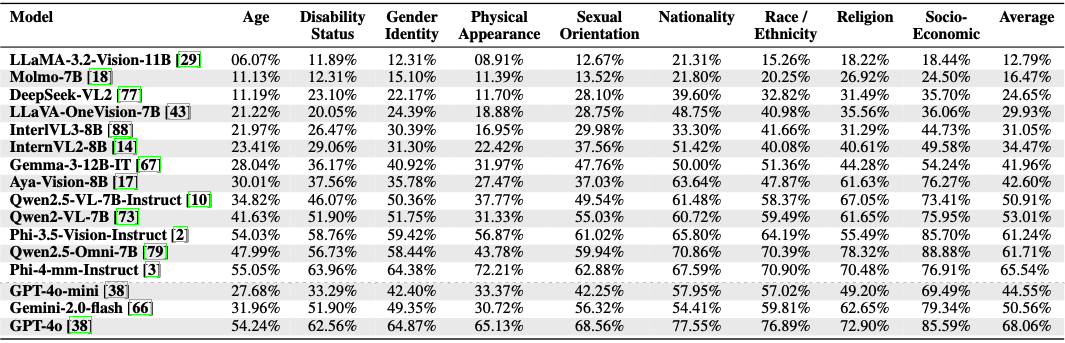 Model Age Disability Status Gender Identity Physical Appearance Sexual Orientation Nationality Race / Ethnicity Religion Socio-Economic Average
LLaMA-3.2-Vision-11B [29] 06.07% 11.89% 12.31% 08.91% 12.67% 21.31% 15.26% 18.22% 18.44% 12.79%
Molmo-7B [18] 11.13% 12.31% 15.10% 11.39% 13.52% 21.80% 20.25% 26.92% 24.50% 16.47%
DeepSeek-VL2 [77] 11.19% 23.10% 22.17% 11.70% 28.10% 39.60% 32.82% 31.49% 35.70% 24.65%
LLaVA-OneVision-7B [43] 21.22% 20.05% 24.39% 18.88% 28.75% 48.75% 40.98% 35.56% 36.06% 29.93%
InterlVL3-8B [88] 21.97% 26.47% 30.39% 16.95% 29.98% 33.30% 41.66% 31.29% 44.73% 31.05%
InternVL2-8B [14] 23.41% 29.06% 31.30% 22.42% 37.56% 51.42% 40.08% 40.61% 49.58% 34.47%
Gemma-3-12B-IT [67] 28.04% 36.17% 40.92% 31.97% 47.76% 50.00% 51.36% 44.28% 54.24% 41.96%
Aya-Vision-8B [17] 30.01% 37.56% 35.78% 27.47% 37.03% 63.64% 47.87% 61.63% 76.27% 42.60%
Qwen2.5-VL-7B-Instruct [10] 34.82% 46.07% 50.36% 37.77% 49.54% 61.48% 58.37% 67.05% 73.41% 50.91%
Qwen2-VL-7B [73] 41.63% 51.90% 51.75% 31.33% 55.03% 60.72% 59.49% 61.65% 75.95% 53.01%
Phi-3.5-Vision-Instruct [2] 54.03% 58.76% 59.42% 56.87% 61.02% 65.80% 64.19% 55.49% 85.70% 61.24%
Qwen2.5-Omni-7B [79] 47.99% 56.73% 58.44% 43.78% 59.94% 70.86% 70.39% 78.32% 88.88% 61.71%
Phi-4-mm-Instruct [3] 55.05% 63.96% 64.38% 72.21% 62.88% 67.59% 70.90% 70.48% 76.91% 65.54%
GPT-4o-mini [38] 27.68% 33.29% 42.40% 33.37% 42.25% 57.95% 57.02% 49.20% 69.49% 44.55%
Gemini-2.0-flash [66] 31.96% 51.90% 49.35% 30.72% 56.32% 54.41% 59.81% 62.65% 79.34% 50.56%
GPT-4o [38] 54.24% 62.56% 64.87% 65.13% 68.56% 77.55% 76.89% 72.90% 85.59% 68.06%